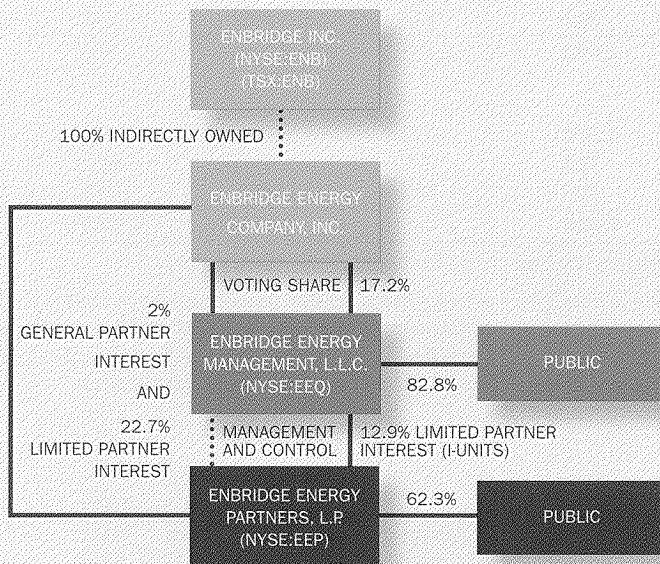 ENBRIDGE INC.
(NYSE:ENB)
(TSX:ENB)
100% INDIRECTLY OWNED
ENBRIDGE ENERGY
COMPANY, INC.
VOTING SHARE
17.2%
2%
GENERAL PARTNER
INTEREST
AND
22.7%
LIMITED PARTNER
INTEREST
ENBRIDGE ENERGY
MANAGEMENT, L.L.C.
(NYSE:EEQ)
82.8%
PUBLIC
MANAGEMENT
AND CONTROL
12.9% LIMITED PARTNER
INTEREST (I-UNITS)
ENBRIDGE ENERGY
PARTNERS, L.P.
(NYSE:EEP)
62.3%
PUBLIC